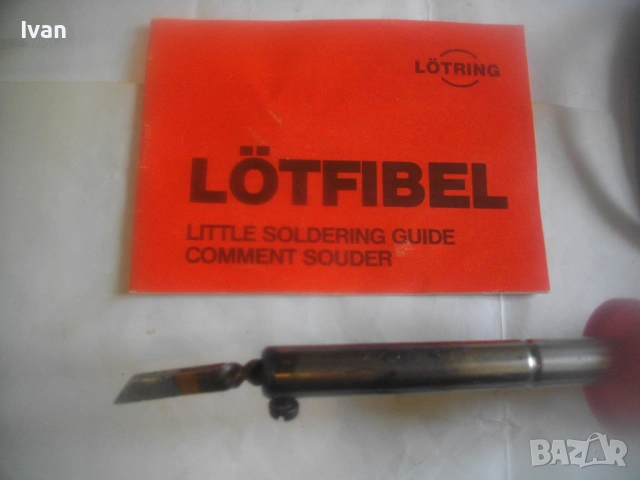 Ivan
LÖTRING
LÖTFIBEL
LITTLE SOLDERING GUIDE
COMMENT SOUDER
BAZAR